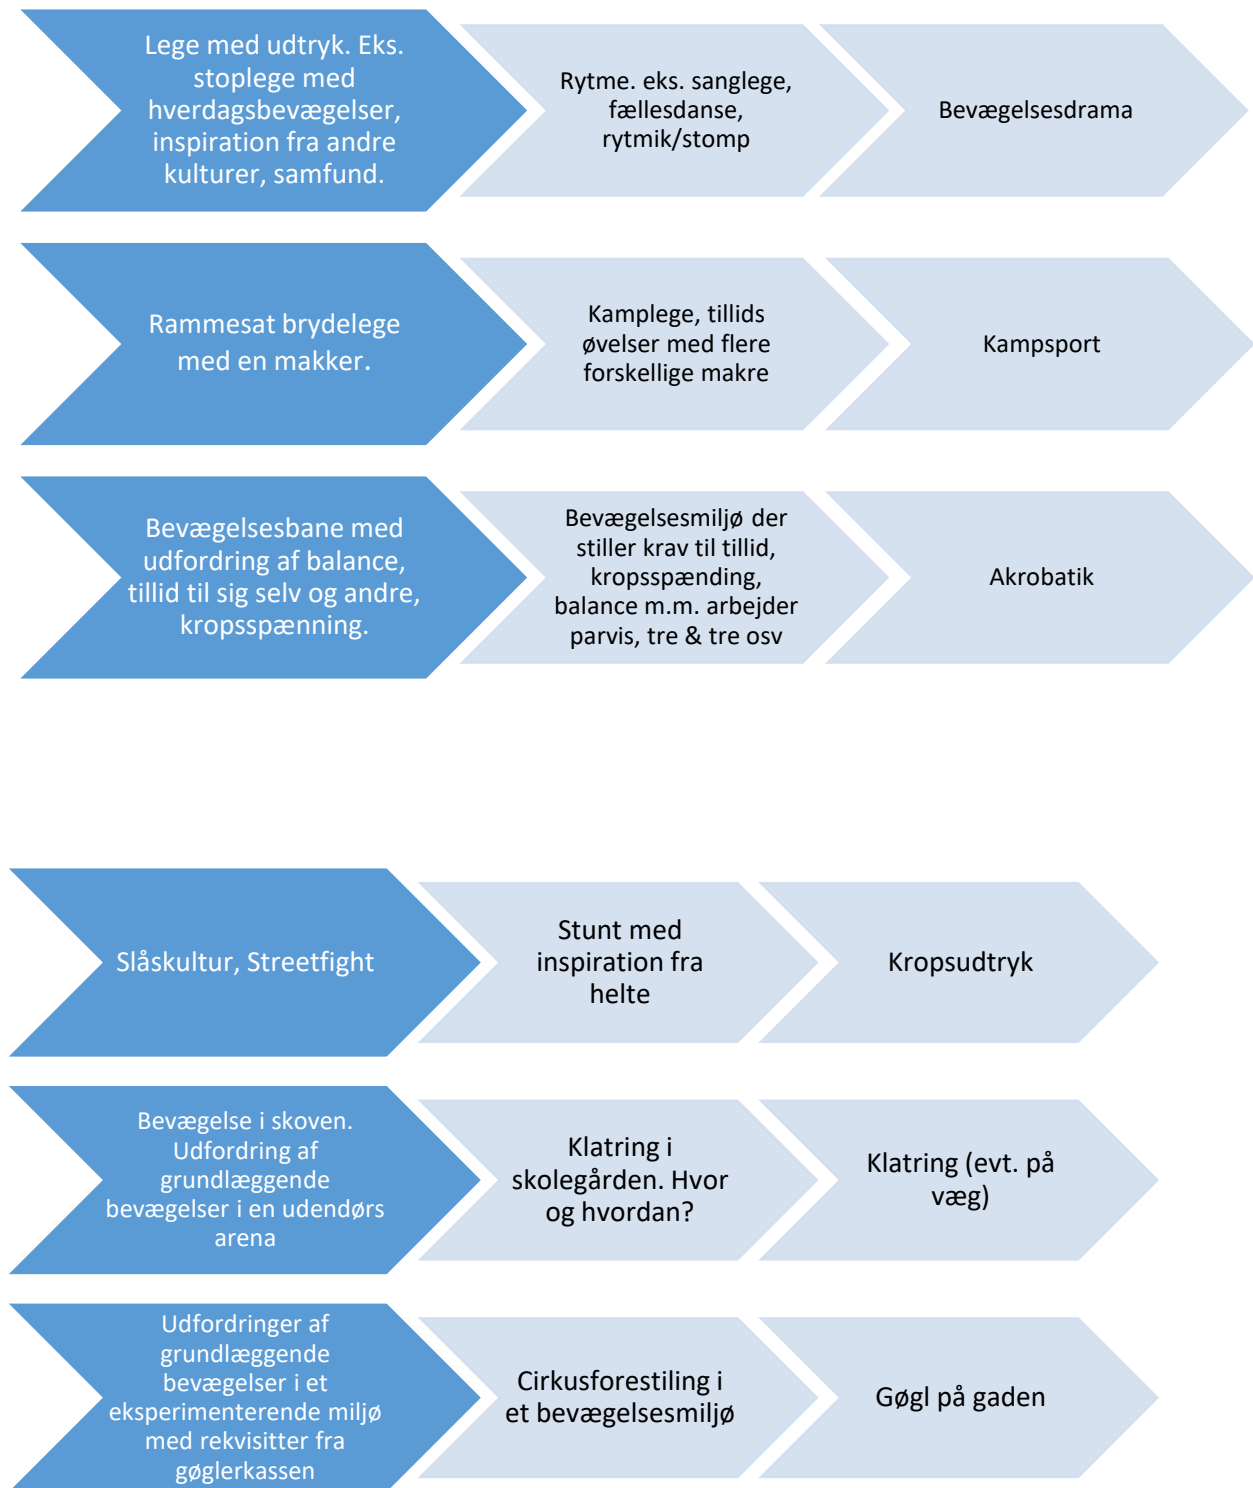 Lege med udtryk. Eks.
stoplege med
hverdagsbevægelser,
inspiration fra andre
kulturer, samfund.
Rytme. eks. sanglege,
fællesdanse,
rytmik/stomp
Bevægelsesdrama
Rammesat brydelege
med en makker.
Kamplege, tillids
øvelser med flere
forskellige makre
Kampsport
Bevægelsesbane med
udfordring af balance,
tillid til sig selv og andre,
kropsspænning.
Bevægelsesmiljø der
stiller krav til tillid,
kropsspænding,
balance m.m. arbejder
parvis, tre & tre osv
Akrobatik
Slåskultur, Streetfight
Stunt med
inspiration fra
helte
Kropsudtryk
Bevægelse i skoven.
Udfordring af
grundlæggende
bevægelser i en udendørs
arena
Klatring i
skolegården. Hvor
og hvordan?
Klatring (evt. på
væg)
Udfordringer af
grundlæggende
bevægelser i et
eksperimenterende miljø
med rekvisitter fra
gøglerkassen
Cirkusforestiling i
et bevægelsesmiljø
Gøgl på gaden